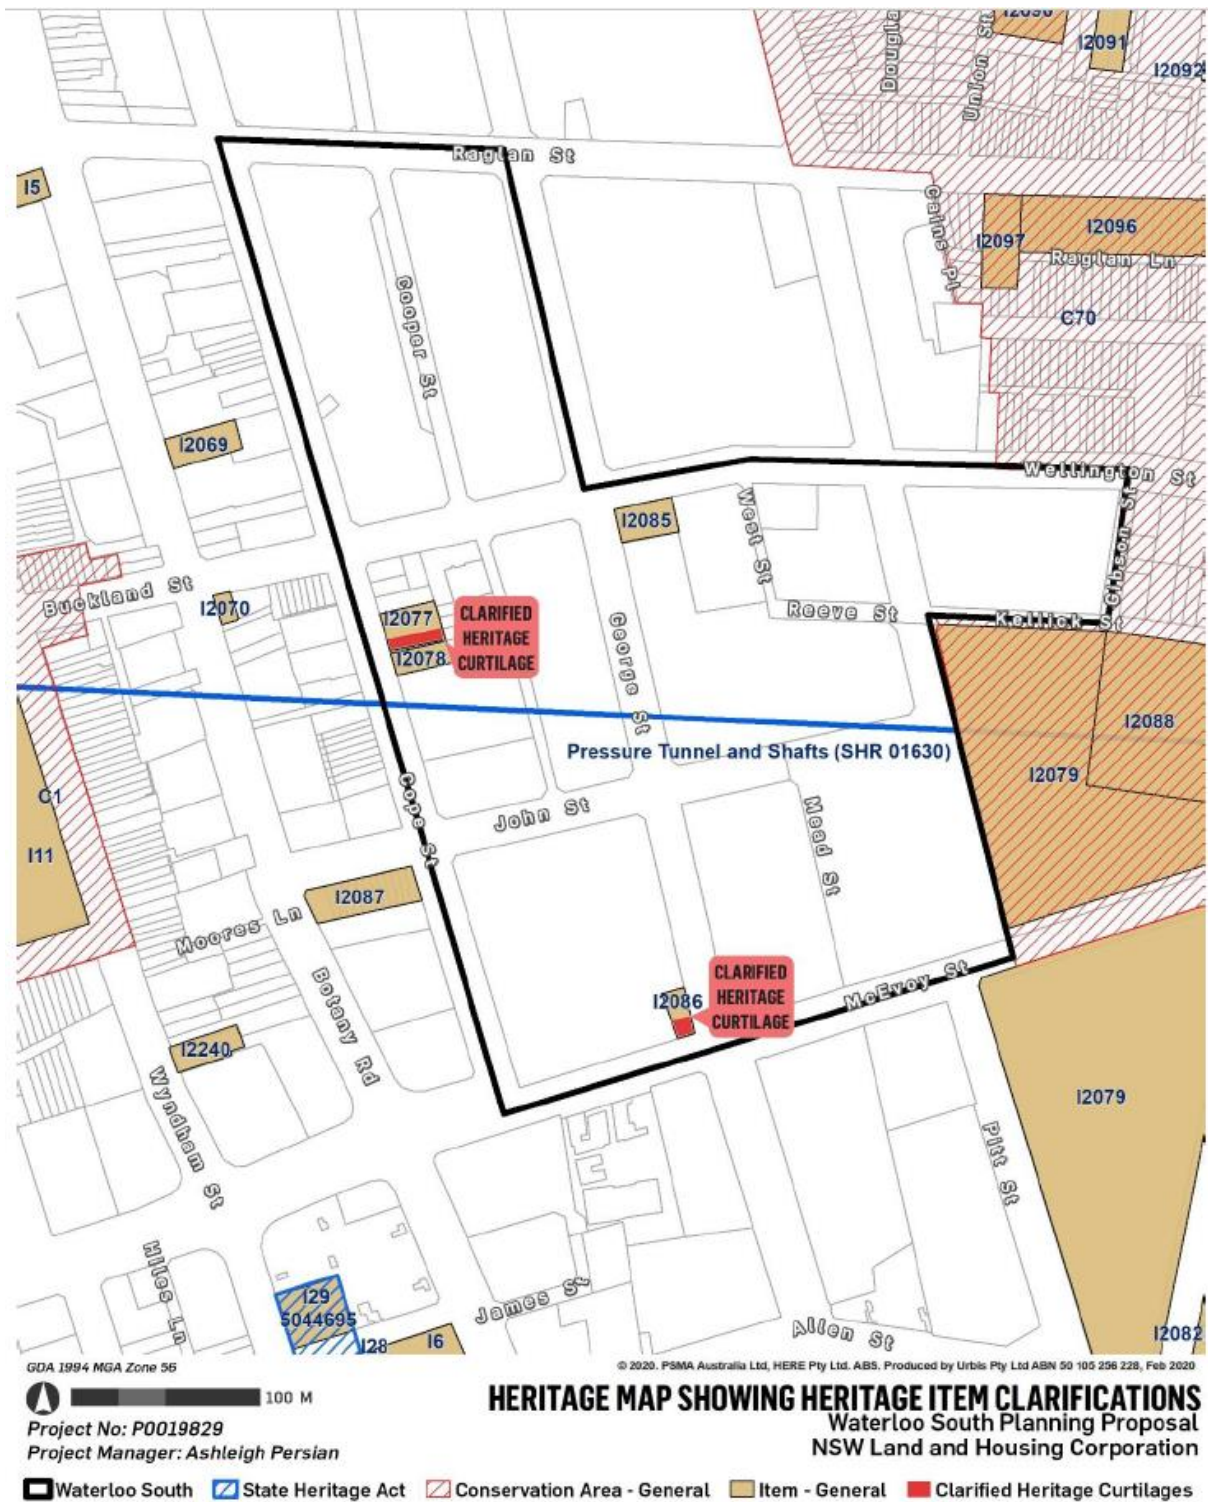 I2090
Dougla
Union St
I2091
I2092
Raglan St
I5
Cairns Pl
I2097
I2096
Raglan Ln
C70
Cooper St
I2069
Wellington St
I2085
West St
Gibson St
Buckland St
I2070
I2077
CLARIFIED
HERITAGE
CURTILAGE
I2078
George St
Reeve St
Kellick St
I2088
Pressure Tunnel and Shafts (SHR 01630)
I2079
C1
I11
Cope St
John St
Mead St
I2087
Moores Ln
Botany Rd
I2086
CLARIFIED
HERITAGE
CURTILAGE
McEvoy St
I2240
Wyndham St
I2079
Pitt St
Hiles Ln
I29
5044695
I28
I6
James St
Allen St
I2082
GDA 1994 MGA Zone 56
© 2020. PSMA Australia Ltd, HERE Pty Ltd. ABS. Produced by Urbis Pty Ltd ABN 50 105 256 228, Feb 2020
100 M
HERITAGE MAP SHOWING HERITAGE ITEM CLARIFICATIONS
Waterloo South Planning Proposal
NSW Land and Housing Corporation
Project No: P0019829
Project Manager: Ashleigh Persian
Waterloo South State Heritage Act Conservation Area - General Item - General Clarified Heritage Curtilages